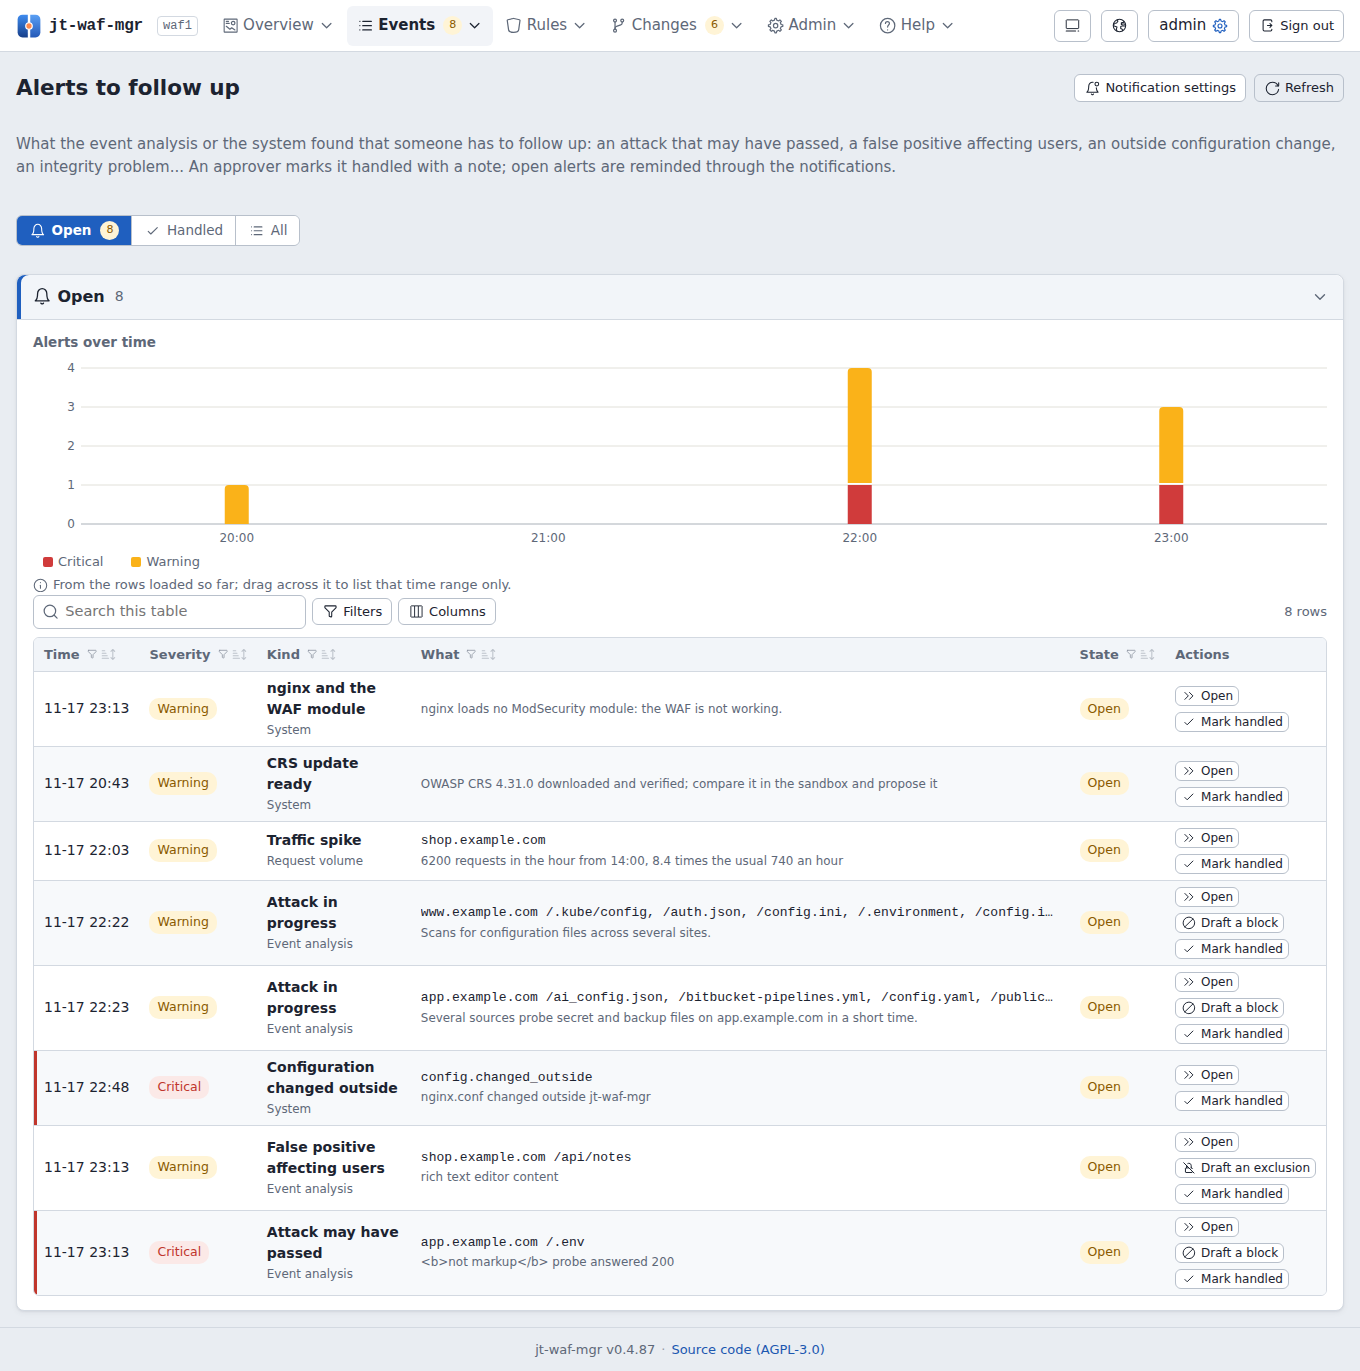 jt-waf-mgr waf1 Overview Events 8 Rules Changes 6 Admin Help admin Sign out
Alerts to follow up
Notification settings Refresh
What the event analysis or the system found that someone has to follow up: an attack that may have passed, a false positive affecting users, an outside configuration change,
an integrity problem... An approver marks it handled with a note; open alerts are reminded through the notifications.
Open 8 Handled All
Open 8
Alerts over time
4
3
2
1
0
20:00 21:00 22:00 23:00
Critical Warning
From the rows loaded so far; drag across it to list that time range only.
Search this table Filters Columns 8 rows
Time Severity Kind What State Actions
11-17 23:13 Warning nginx and the WAF module System nginx loads no ModSecurity module: the WAF is not working. Open Open Mark handled
11-17 20:43 Warning CRS update ready System OWASP CRS 4.31.0 downloaded and verified; compare it in the sandbox and propose it Open Open Mark handled
11-17 22:03 Warning Traffic spike Request volume shop.example.com 6200 requests in the hour from 14:00, 8.4 times the usual 740 an hour Open Open Mark handled
11-17 22:22 Warning Attack in progress Event analysis www.example.com /.kube/config, /auth.json, /config.ini, /.environment, /config.i… Scans for configuration files across several sites. Open Open Draft a block Mark handled
11-17 22:23 Warning Attack in progress Event analysis app.example.com /ai_config.json, /bitbucket-pipelines.yml, /config.yaml, /public… Several sources probe secret and backup files on app.example.com in a short time. Open Open Draft a block Mark handled
11-17 22:48 Critical Configuration changed outside System config.changed_outside nginx.conf changed outside jt-waf-mgr Open Open Mark handled
11-17 23:13 Warning False positive affecting users Event analysis shop.example.com /api/notes rich text editor content Open Open Draft an exclusion Mark handled
11-17 23:13 Critical Attack may have passed Event analysis app.example.com /.env <b>not markup</b> probe answered 200 Open Open Draft a block Mark handled
jt-waf-mgr v0.4.87 · Source code (AGPL-3.0)